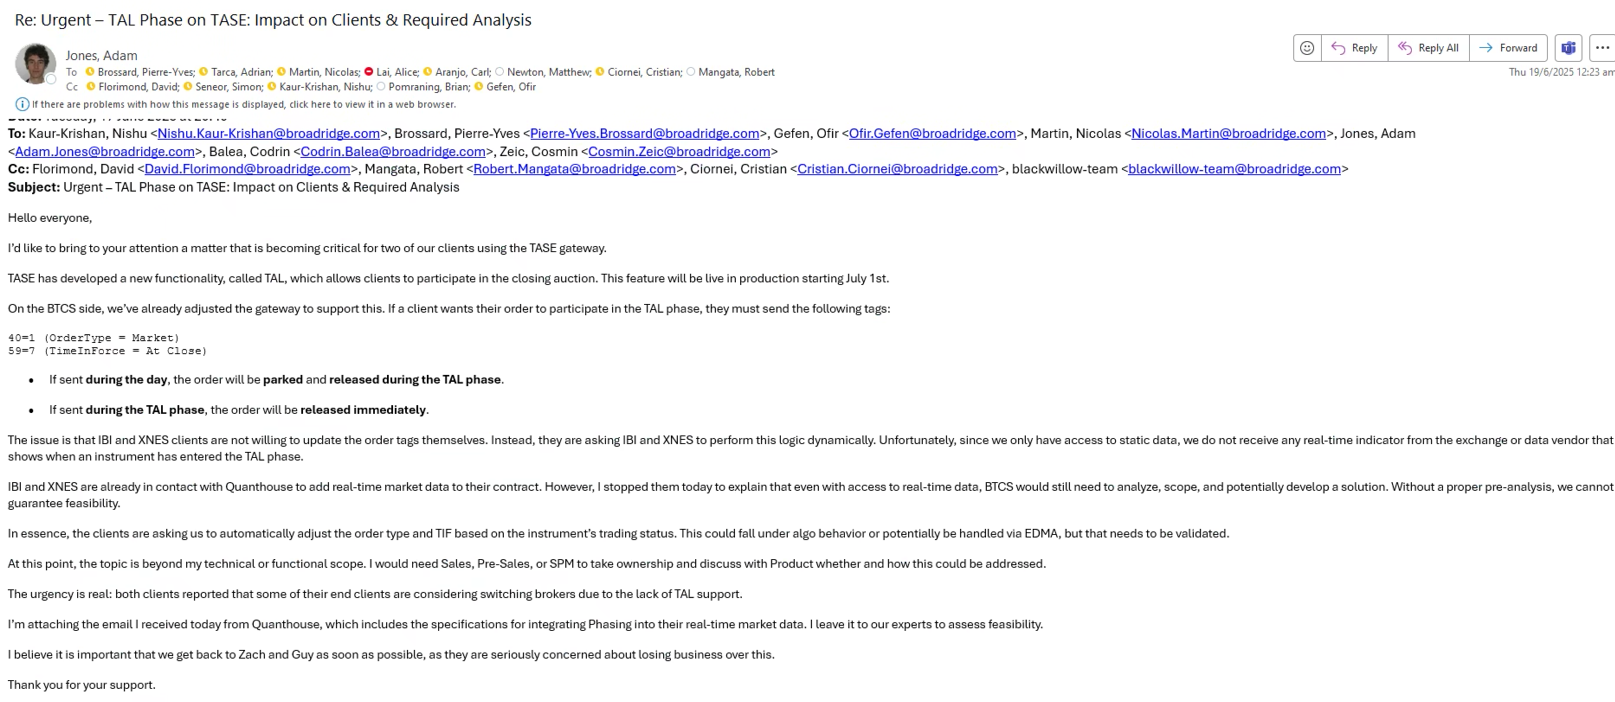 Re: Urgent – TAL Phase on TASE: Impact on Clients & Required Analysis
Jones, Adam
Reply
Reply All
Forward
To Brossard, Pierre-Yves; Tarca, Adrian; Martin, Nicolas; Lai, Alice; Aranjo, Carl; Newton, Matthew; Ciornei, Cristian; Mangata, Robert
Thu 19/6/2025 12:23 am
Cc Florimond, David; Seneor, Simon; Kaur-Krishan, Nishu; Pomraning, Brian; Gefen, Ofir
If there are problems with how this message is displayed, click here to view it in a web browser.
To: Kaur-Krishan, Nishu <Nishu.Kaur-Krishan@broadridge.com>, Brossard, Pierre-Yves <Pierre-Yves.Brossard@broadridge.com>, Gefen, Ofir <Ofir.Gefen@broadridge.com>, Martin, Nicolas <Nicolas.Martin@broadridge.com>, Jones, Adam
<Adam.Jones@broadridge.com>, Balea, Codrin <Codrin.Balea@broadridge.com>, Zeic, Cosmin <Cosmin.Zeic@broadridge.com>
Cc: Florimond, David <David.Florimond@broadridge.com>, Mangata, Robert <Robert.Mangata@broadridge.com>, Ciornei, Cristian <Cristian.Ciornei@broadridge.com>, blackwillow-team <blackwillow-team@broadridge.com>
Subject: Urgent – TAL Phase on TASE: Impact on Clients & Required Analysis
Hello everyone,
I'd like to bring to your attention a matter that is becoming critical for two of our clients using the TASE gateway.
TASE has developed a new functionality, called TAL, which allows clients to participate in the closing auction. This feature will be live in production starting July 1st.
On the BTCS side, we've already adjusted the gateway to support this. If a client wants their order to participate in the TAL phase, they must send the following tags:
40=1 (OrderType = Market)
59=7 (TimeInForce = At Close)
• If sent during the day, the order will be parked and released during the TAL phase.
• If sent during the TAL phase, the order will be released immediately.
The issue is that IBI and XNES clients are not willing to update the order tags themselves. Instead, they are asking IBI and XNES to perform this logic dynamically. Unfortunately, since we only have access to static data, we do not receive any real-time indicator from the exchange or data vendor that
shows when an instrument has entered the TAL phase.
IBI and XNES are already in contact with Quanthouse to add real-time market data to their contract. However, I stopped them today to explain that even with access to real-time data, BTCS would still need to analyze, scope, and potentially develop a solution. Without a proper pre-analysis, we cannot
guarantee feasibility.
In essence, the clients are asking us to automatically adjust the order type and TIF based on the instrument's trading status. This could fall under algo behavior or potentially be handled via EDMA, but that needs to be validated.
At this point, the topic is beyond my technical or functional scope. I would need Sales, Pre-Sales, or SPM to take ownership and discuss with Product whether and how this could be addressed.
The urgency is real: both clients reported that some of their end clients are considering switching brokers due to the lack of TAL support.
I'm attaching the email I received today from Quanthouse, which includes the specifications for integrating Phasing into their real-time market data. I leave it to our experts to assess feasibility.
I believe it is important that we get back to Zach and Guy as soon as possible, as they are seriously concerned about losing business over this.
Thank you for your support.